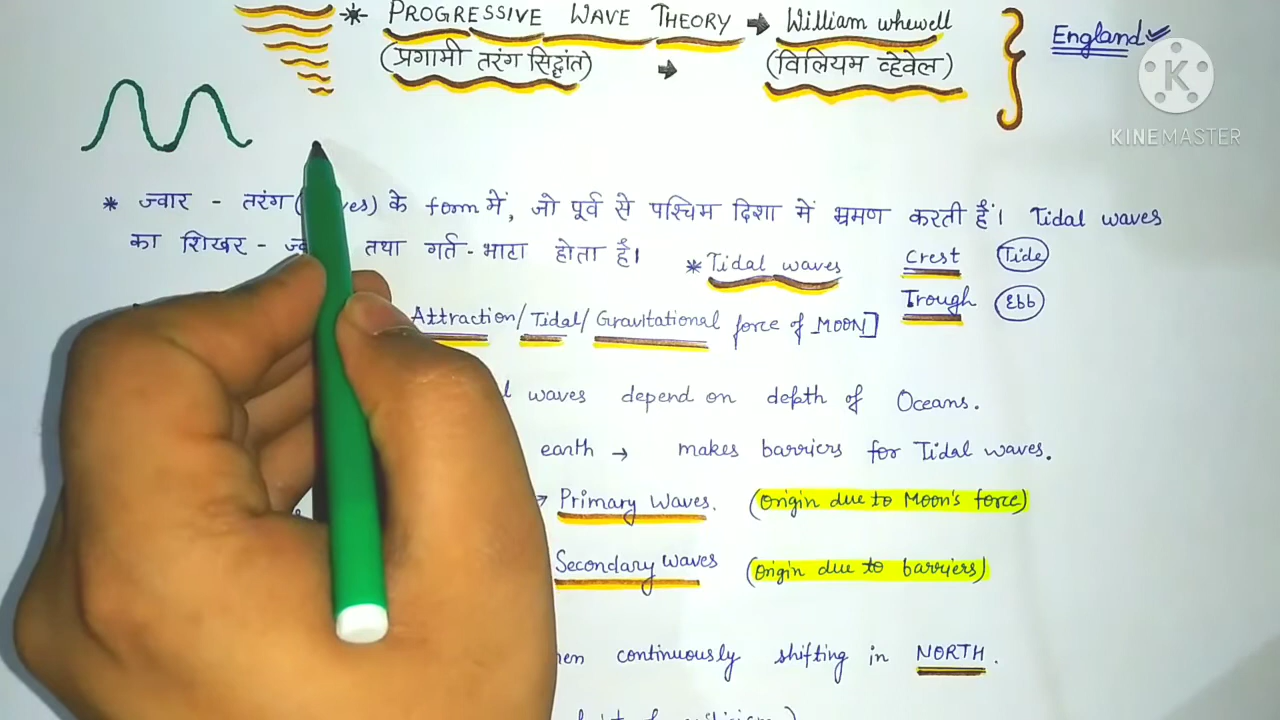 * PROGRESSIVE WAVE THEORY → William whewell
(प्रगामी तरंग सिद्धांत) → (विलियम व्हेवेल)
England
K
KINEMASTER
* ज्वार - तरंग के form में, जो पूर्व से पश्चिम दिशा में भ्रमण करती हैं। Tidal waves
का शिखर - तथा गर्त - भाटा होता है।
* Tidal waves
Crest Tide
Trough Ebb
Attraction / Tidal / Gravitational force of MOON]
waves depend on depth of Oceans.
earth → makes barriers for Tidal waves.
→ Primary Waves. (Origin due to Moon's force)
Secondary Waves (Origin due to barriers)
continuously shifting in NORTH.